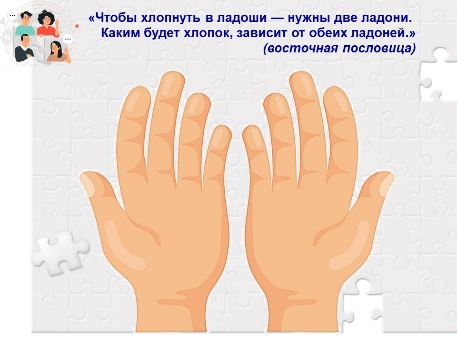 «Чтобы хлопнуть в ладоши — нужны две ладони.
Каким будет хлопок, зависит от обеих ладоней.»
(восточная пословица)